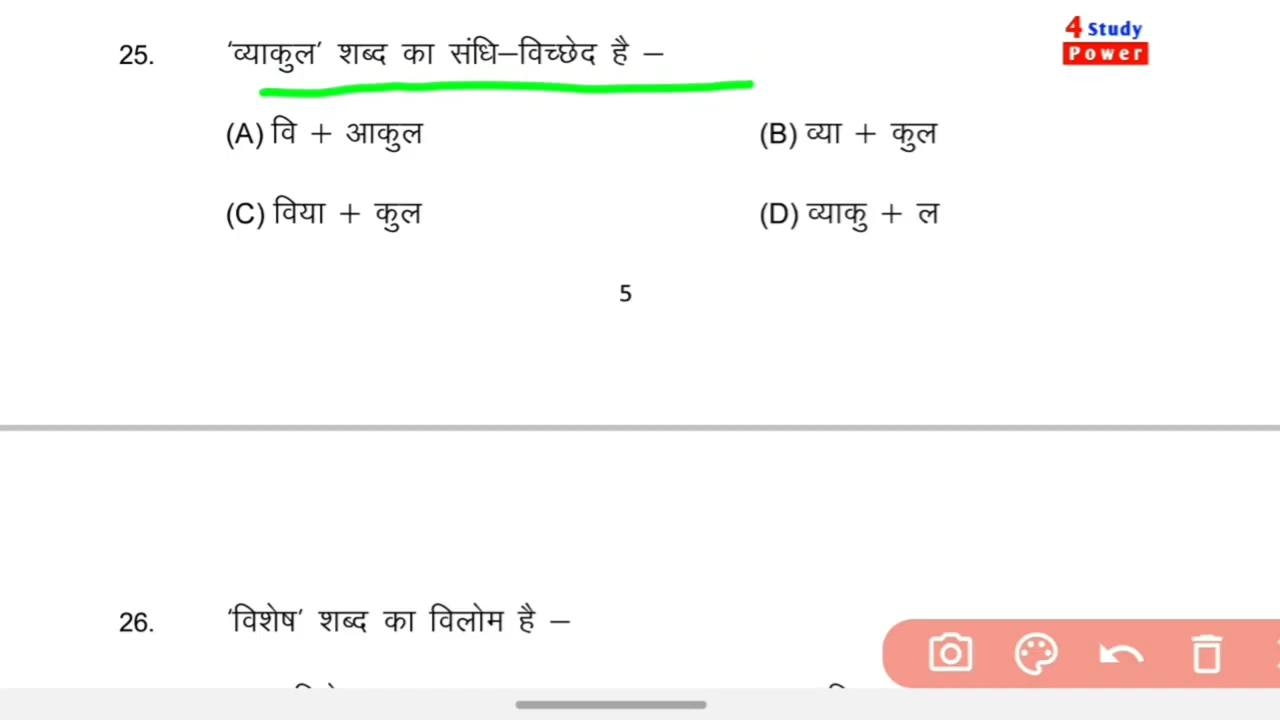 4 Study
Power
25. ‘व्याकुल’ शब्द का संधि–विच्छेद है –
(A) वि + आकुल (B) व्या + कुल
(C) विया + कुल (D) व्याकु + ल
5
26. ‘विशेष’ शब्द का विलोम है –